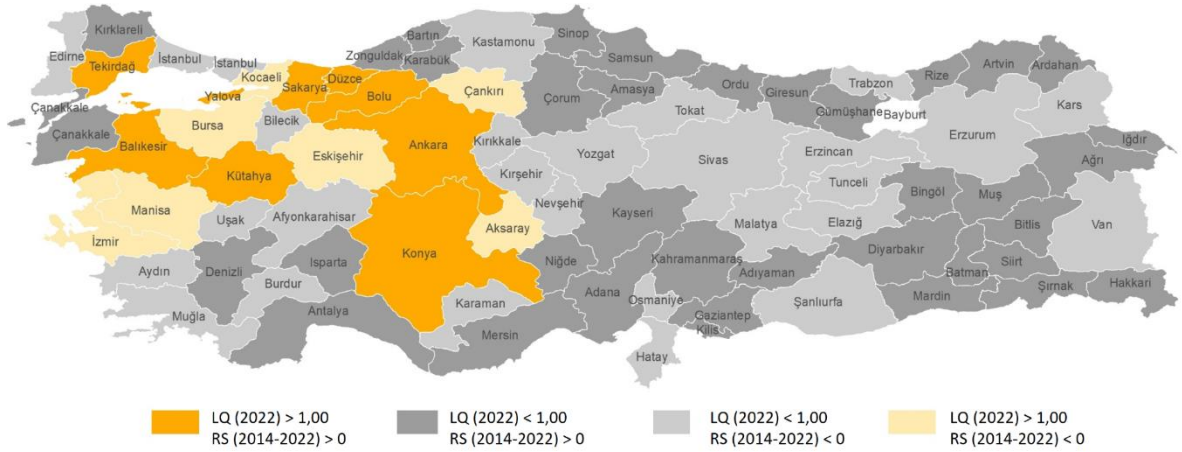 Kırklareli
Edirne
Tekirdağ
İstanbul
İstanbul
Kocaeli
Yalova
Sakarya
Düzce
Bolu
Zonguldak
Bartın
Karabük
Kastamonu
Sinop
Samsun
Çankırı
Çorum
Amasya
Ordu
Giresun
Trabzon
Rize
Artvin
Ardahan
Gümüşhane
Bayburt
Kars
Çanakkale
Çanakkale
Balıkesir
Bursa
Bilecik
Kütahya
Eskişehir
Ankara
Kırıkkale
Kırşehir
Yozgat
Tokat
Sivas
Erzincan
Erzurum
Iğdır
Ağrı
Manisa
İzmir
Uşak
Afyonkarahisar
Aksaray
Nevşehir
Kayseri
Malatya
Tunceli
Elazığ
Bingöl
Muş
Bitlis
Van
Aydın
Denizli
Isparta
Burdur
Konya
Niğde
Kahramanmaraş
Adıyaman
Diyarbakır
Batman
Siirt
Şırnak
Hakkari
Muğla
Antalya
Karaman
Mersin
Adana
Osmaniye
Gaziantep
Kilis
Şanlıurfa
Mardin
Hatay
LQ (2022) > 1,00
RS (2014-2022) > 0
LQ (2022) < 1,00
RS (2014-2022) > 0
LQ (2022) < 1,00
RS (2014-2022) < 0
LQ (2022) > 1,00
RS (2014-2022) < 0